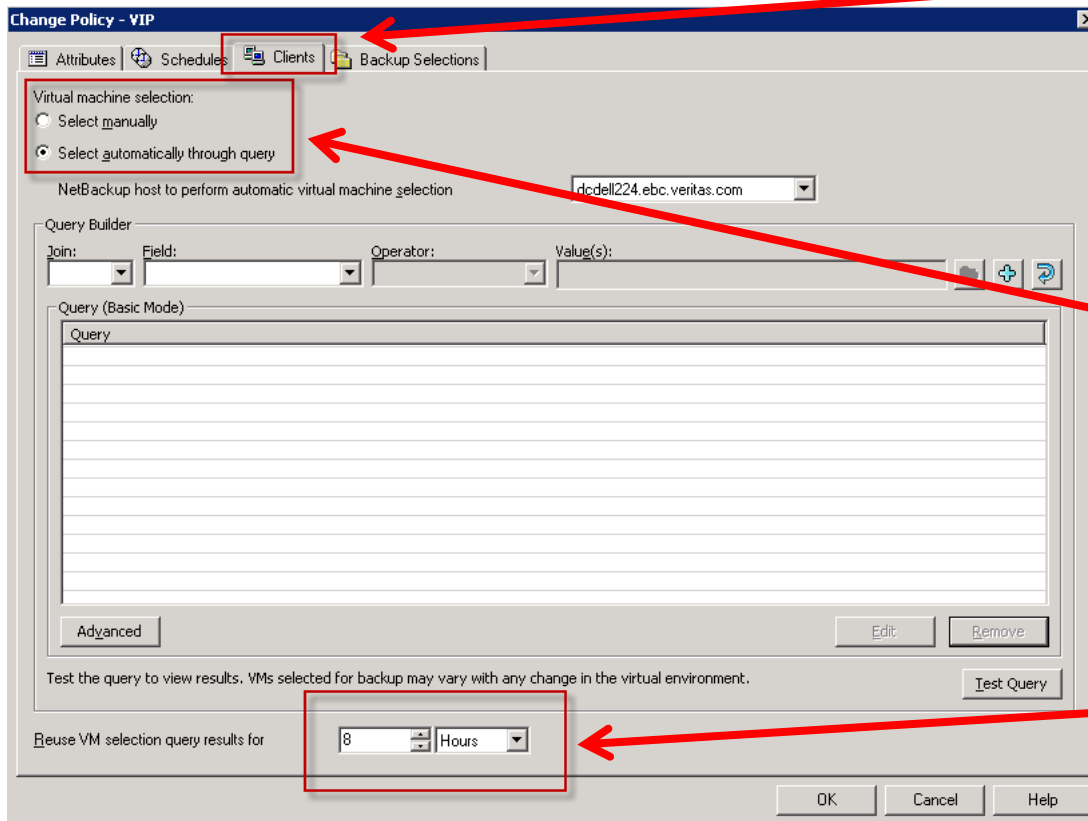 Change Policy - VIP
Attributes Schedules Clients Backup Selections
Virtual machine selection:
Select manually
Select automatically through query
NetBackup host to perform automatic virtual machine selection dcdell224.ebc.veritas.com
Query Builder
Join: Field: Operator: Value(s):
Query (Basic Mode)
Query
Advanced Edit Remove
Test the query to view results. VMs selected for backup may vary with any change in the virtual environment. Test Query
Reuse VM selection query results for 8 Hours
OK Cancel Help